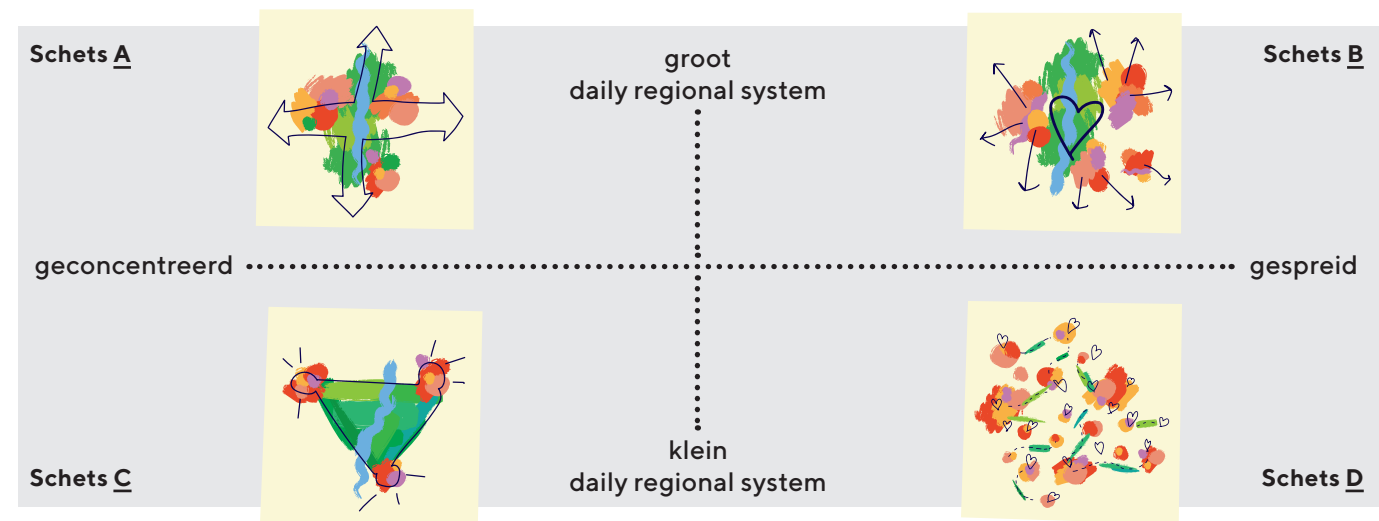 Schets A
groot
daily regional system
Schets B
geconcentreerd
gespreid
Schets C
klein
daily regional system
Schets D